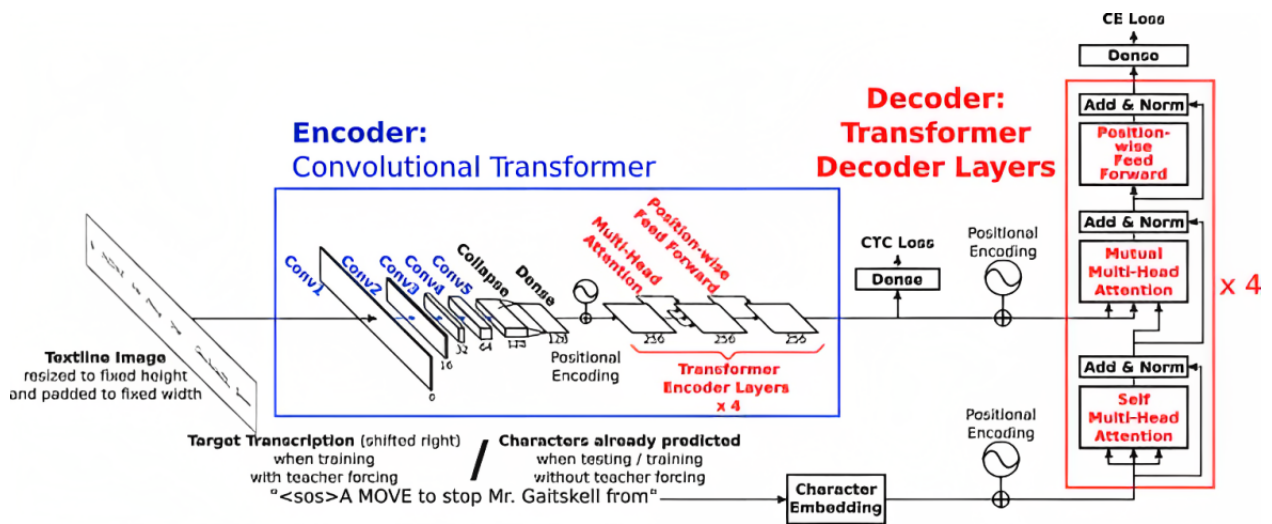 CE Loss
Dense
Add & Norm
Position-
wise
Feed
Forward
Add & Norm
Mutual
Multi-Head
Attention
x 4
Add & Norm
Self
Multi-Head
Attention
Decoder:
Transformer
Decoder Layers
Encoder:
Convolutional Transformer
Conv1
Conv2
Conv3
Conv4
Conv5
Collapse
Dense
Multi-Head
Attention
Position-wise
Feed Forward
16
32
64
128
128
256
256
256
Positional
Encoding
Transformer
Encoder Layers
x 4
CTC Loss
Dense
Positional
Encoding
Textline Image
resized to fixed height
and padded to fixed width
Target Transcription (shifted right)
when training
with teacher forcing
/
Characters already predicted
when testing / training
without teacher forcing
"<sos>A MOVE to stop Mr. Gaitskell from"
Character
Embedding
Positional
Encoding